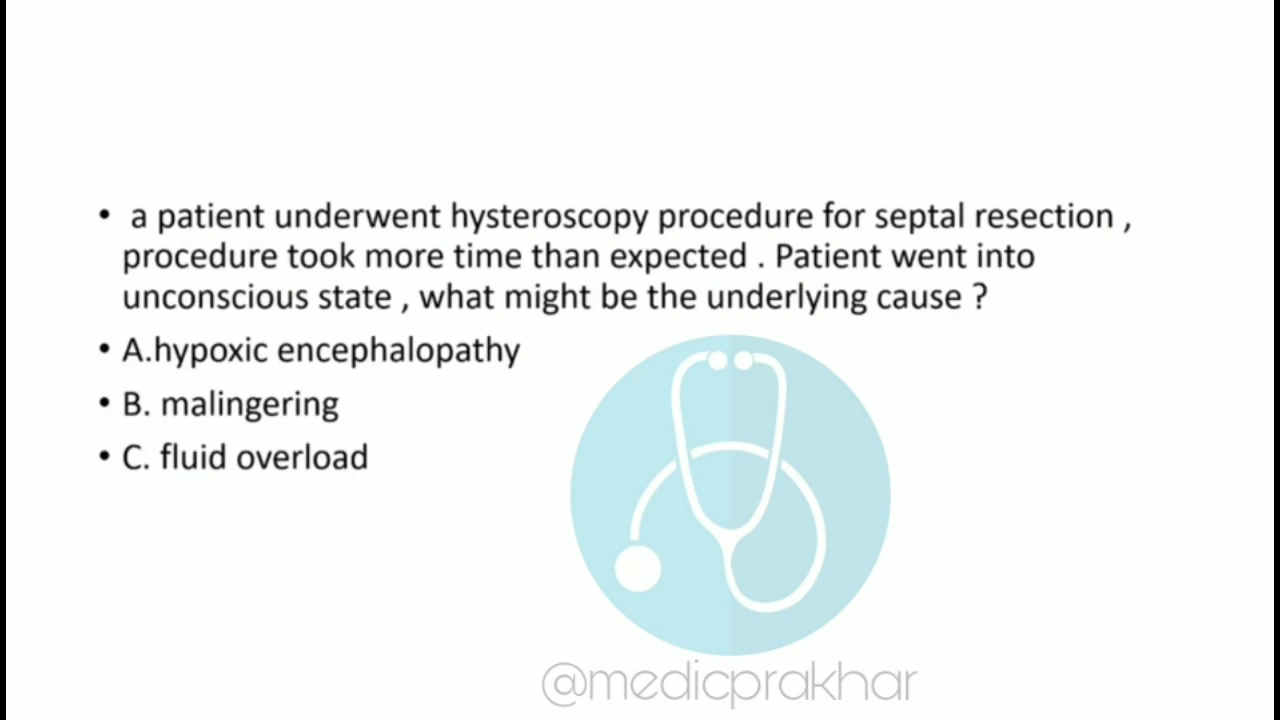 • a patient underwent hysteroscopy procedure for septal resection ,
procedure took more time than expected . Patient went into
unconscious state , what might be the underlying cause ?
• A.hypoxic encephalopathy
• B. malingering
• C. fluid overload
@medicprakhar